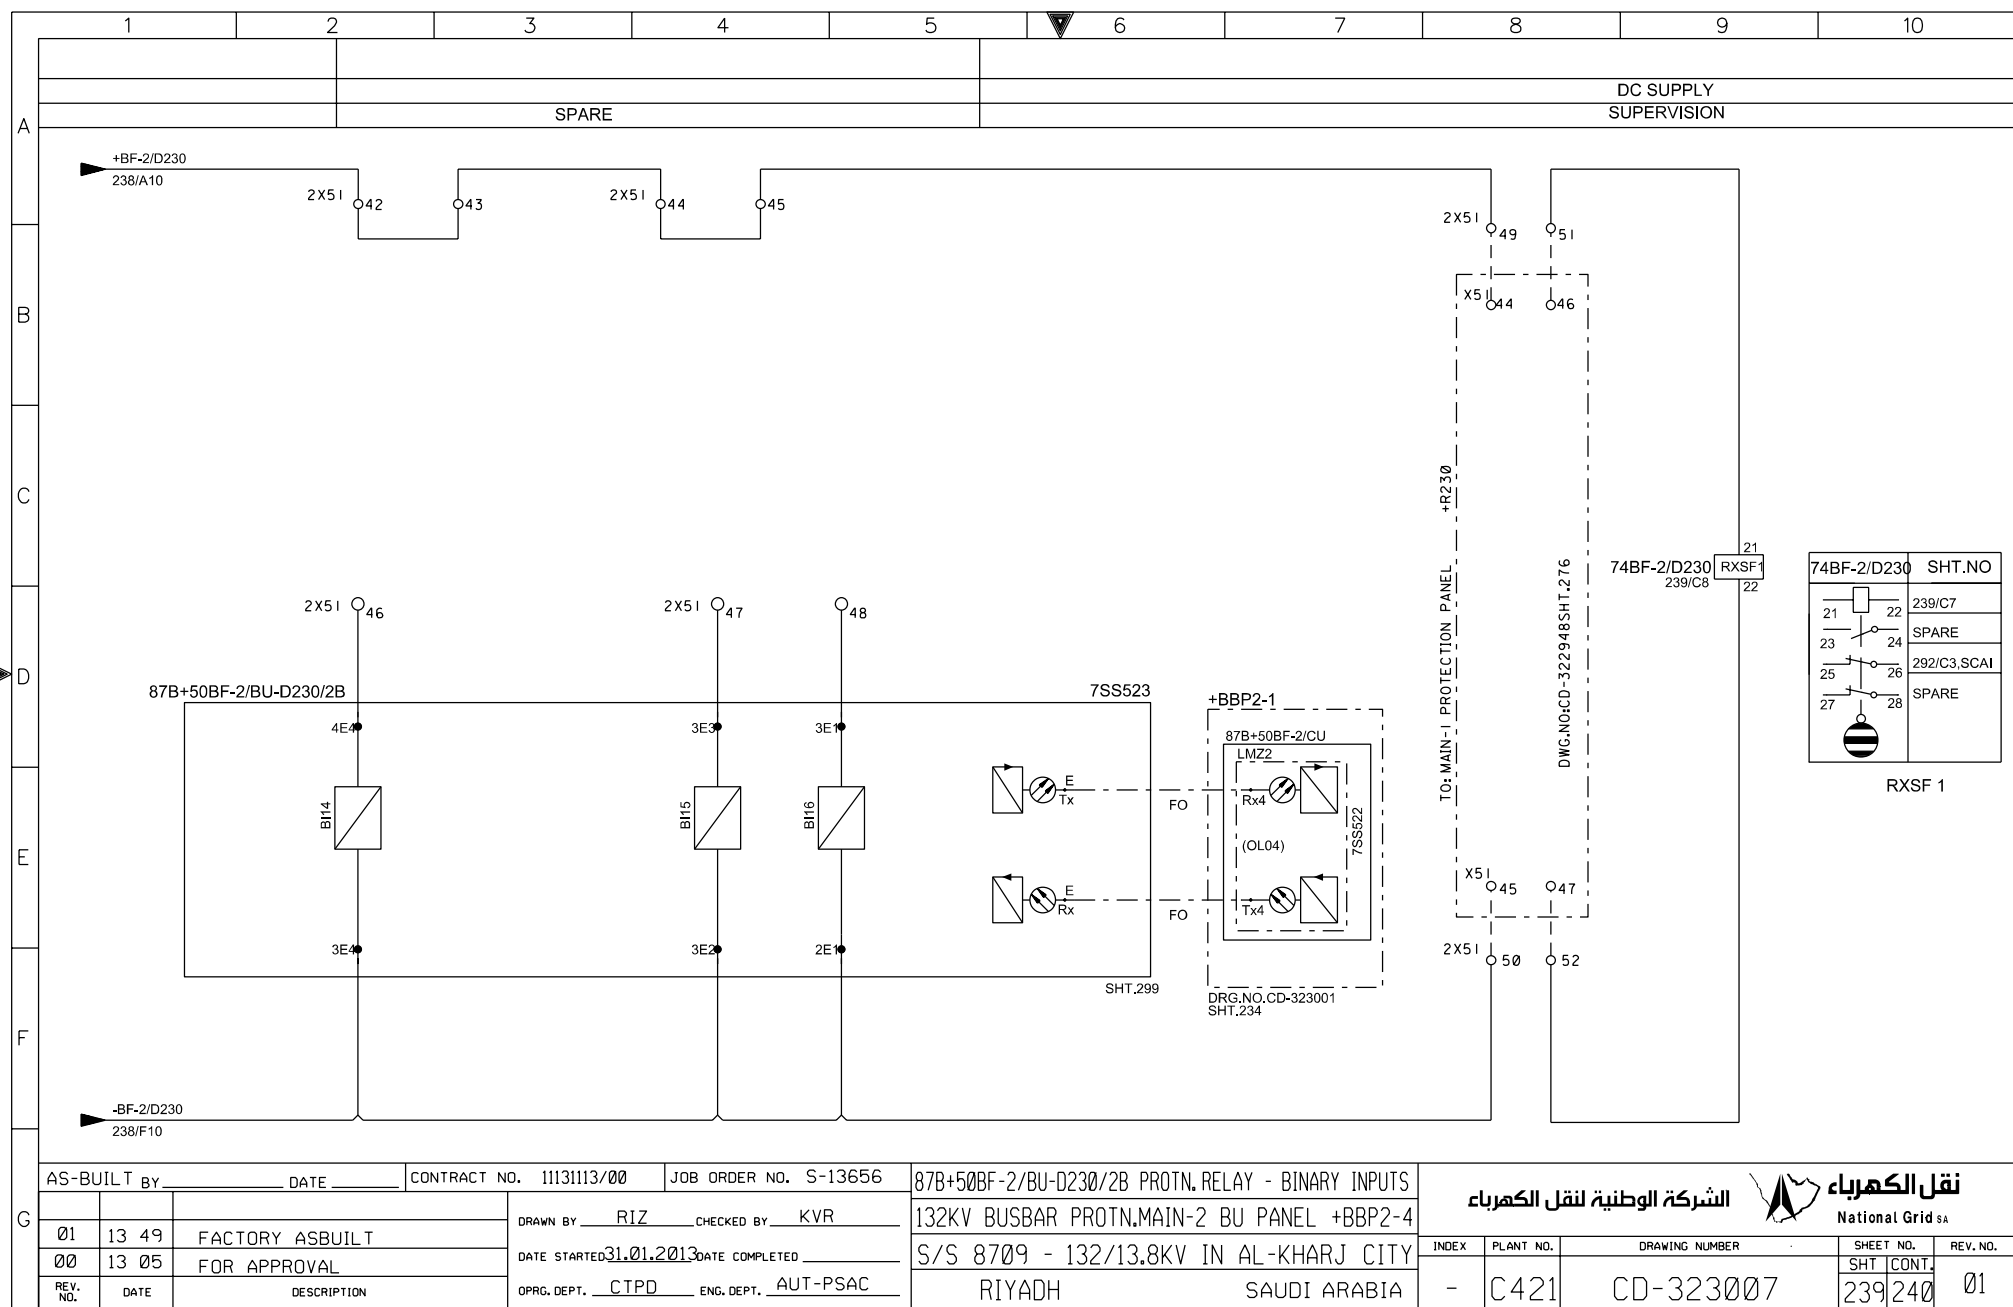 1 2 3 4 5 6 7 8 9 10
DC SUPPLY
SPARE SUPERVISION
A
B
C
D
E
F
G
+BF-2/D230
238/A10
2X51 42 43
2X51 44 45
2X51 49 51
X51 44 46
+R230
TO: MAIN-1 PROTECTION PANEL
DWG.NO:CD-322948SHT.276
21
74BF-2/D230 RXSF1
239/C8 22
74BF-2/D230 SHT.NO
21 22 239/C7
23 24 SPARE
25 26 292/C3,SCAI
27 28 SPARE
RXSF 1
2X51 46
2X51 47
48
87B+50BF-2/BU-D230/2B 7SS523
4E4 3E3 3E1
BI14 BI15 BI16
3E4 3E2 2E1
E
Tx
FO
E
Rx
FO
SHT.299
+BBP2-1
87B+50BF-2/CU
LMZ2
Rx4
(OL04)
7SS522
Tx4
DRG.NO.CD-323001
SHT.234
X51 45 47
2X51 50 52
-BF-2/D230
238/F10
AS-BUILT BY DATE
CONTRACT NO. 11131113/00
JOB ORDER NO. S-13656
01 13 49 FACTORY ASBUILT
00 13 05 FOR APPROVAL
REV. NO. DATE DESCRIPTION
DRAWN BY RIZ CHECKED BY KVR
DATE STARTED 31.01.2013 DATE COMPLETED
OPRG. DEPT. CTPD ENG. DEPT. AUT-PSAC
87B+50BF-2/BU-D230/2B PROTN.RELAY - BINARY INPUTS
132KV BUSBAR PROTN.MAIN-2 BU PANEL +BBP2-4
S/S 8709 - 132/13.8KV IN AL-KHARJ CITY
RIYADH SAUDI ARABIA
الشركة الوطنية لنقل الكهرباء
نقل الكهرباء
National Grid SA
INDEX PLANT NO. DRAWING NUMBER SHEET NO. REV. NO.
SHT CONT.
- C421 CD-323007 239 240 01